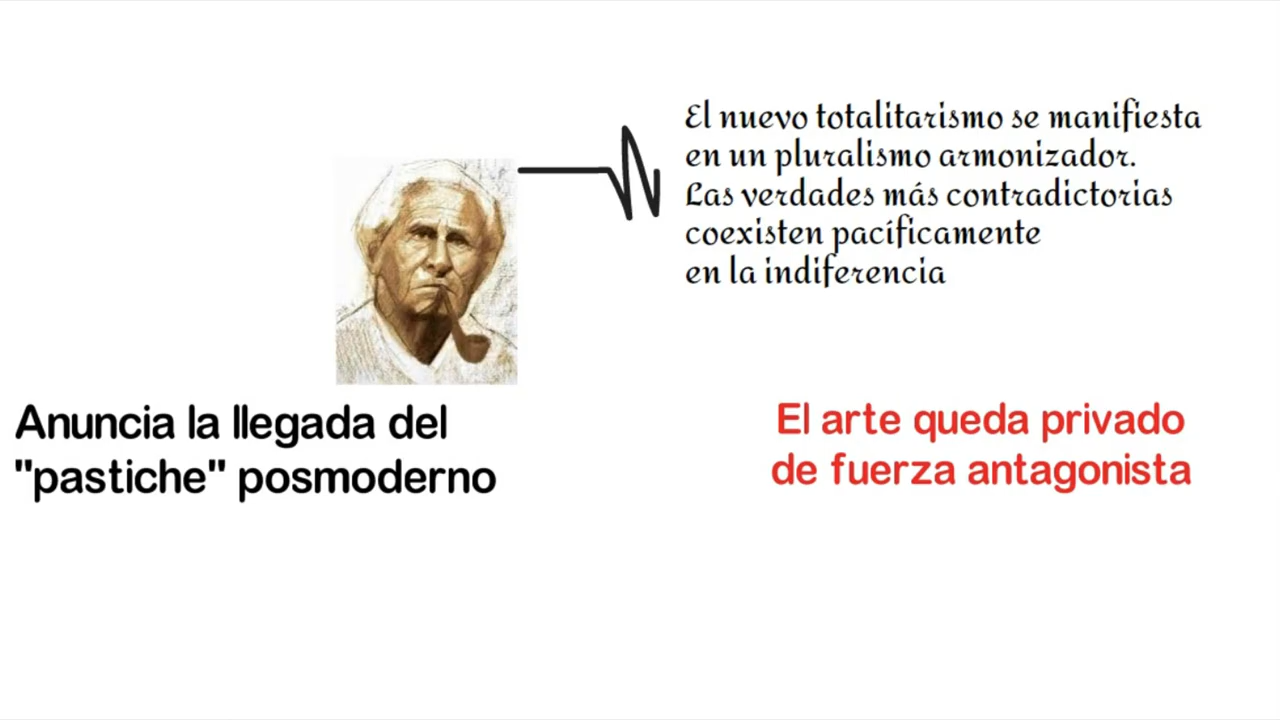 El nuevo totalitarismo se manifiesta
en un pluralismo armonizador.
Las verdades más contradictorias
coexisten pacíficamente
en la indiferencia
Anuncia la llegada del
"pastiche" posmoderno
El arte queda privado
de fuerza antagonista